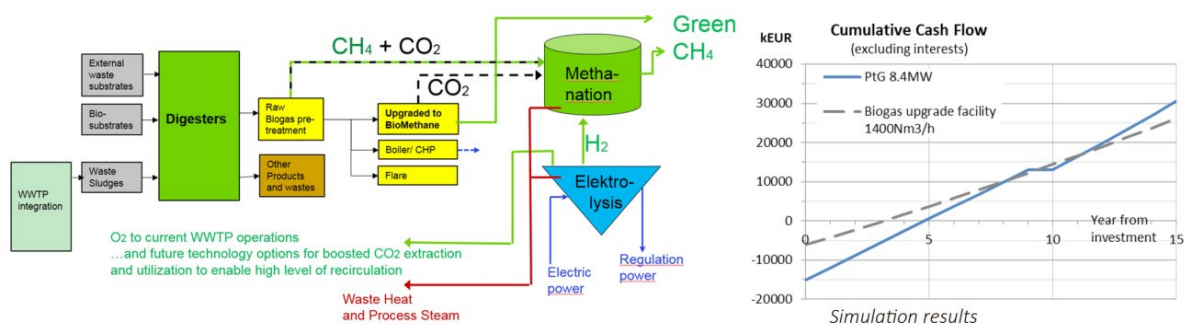 External
waste
substrates
Bio-
substrates
WWTP
integration
Waste
Sludges
Digesters
Raw
Biogas pre-
treatment
Other
Products
and wastes
CH4 + CO2
CO2
Upgraded to
BioMethane
Boiler/ CHP
Flare
Metha-
nation
Green
CH4
H2
Elektro-
lysis
O2 to current WWTP operations
...and future technology options for boosted CO2 extraction
and utilization to enable high level of recirculation
Waste Heat
and Process Steam
Electric
power
Regulation
power
Cumulative Cash Flow
(excluding interests)
kEUR
40000
30000
20000
10000
0
-10000
-20000
PtG 8.4MW
Biogas upgrade facility
1400Nm3/h
0
5
10
15
Year from
investment
Simulation results